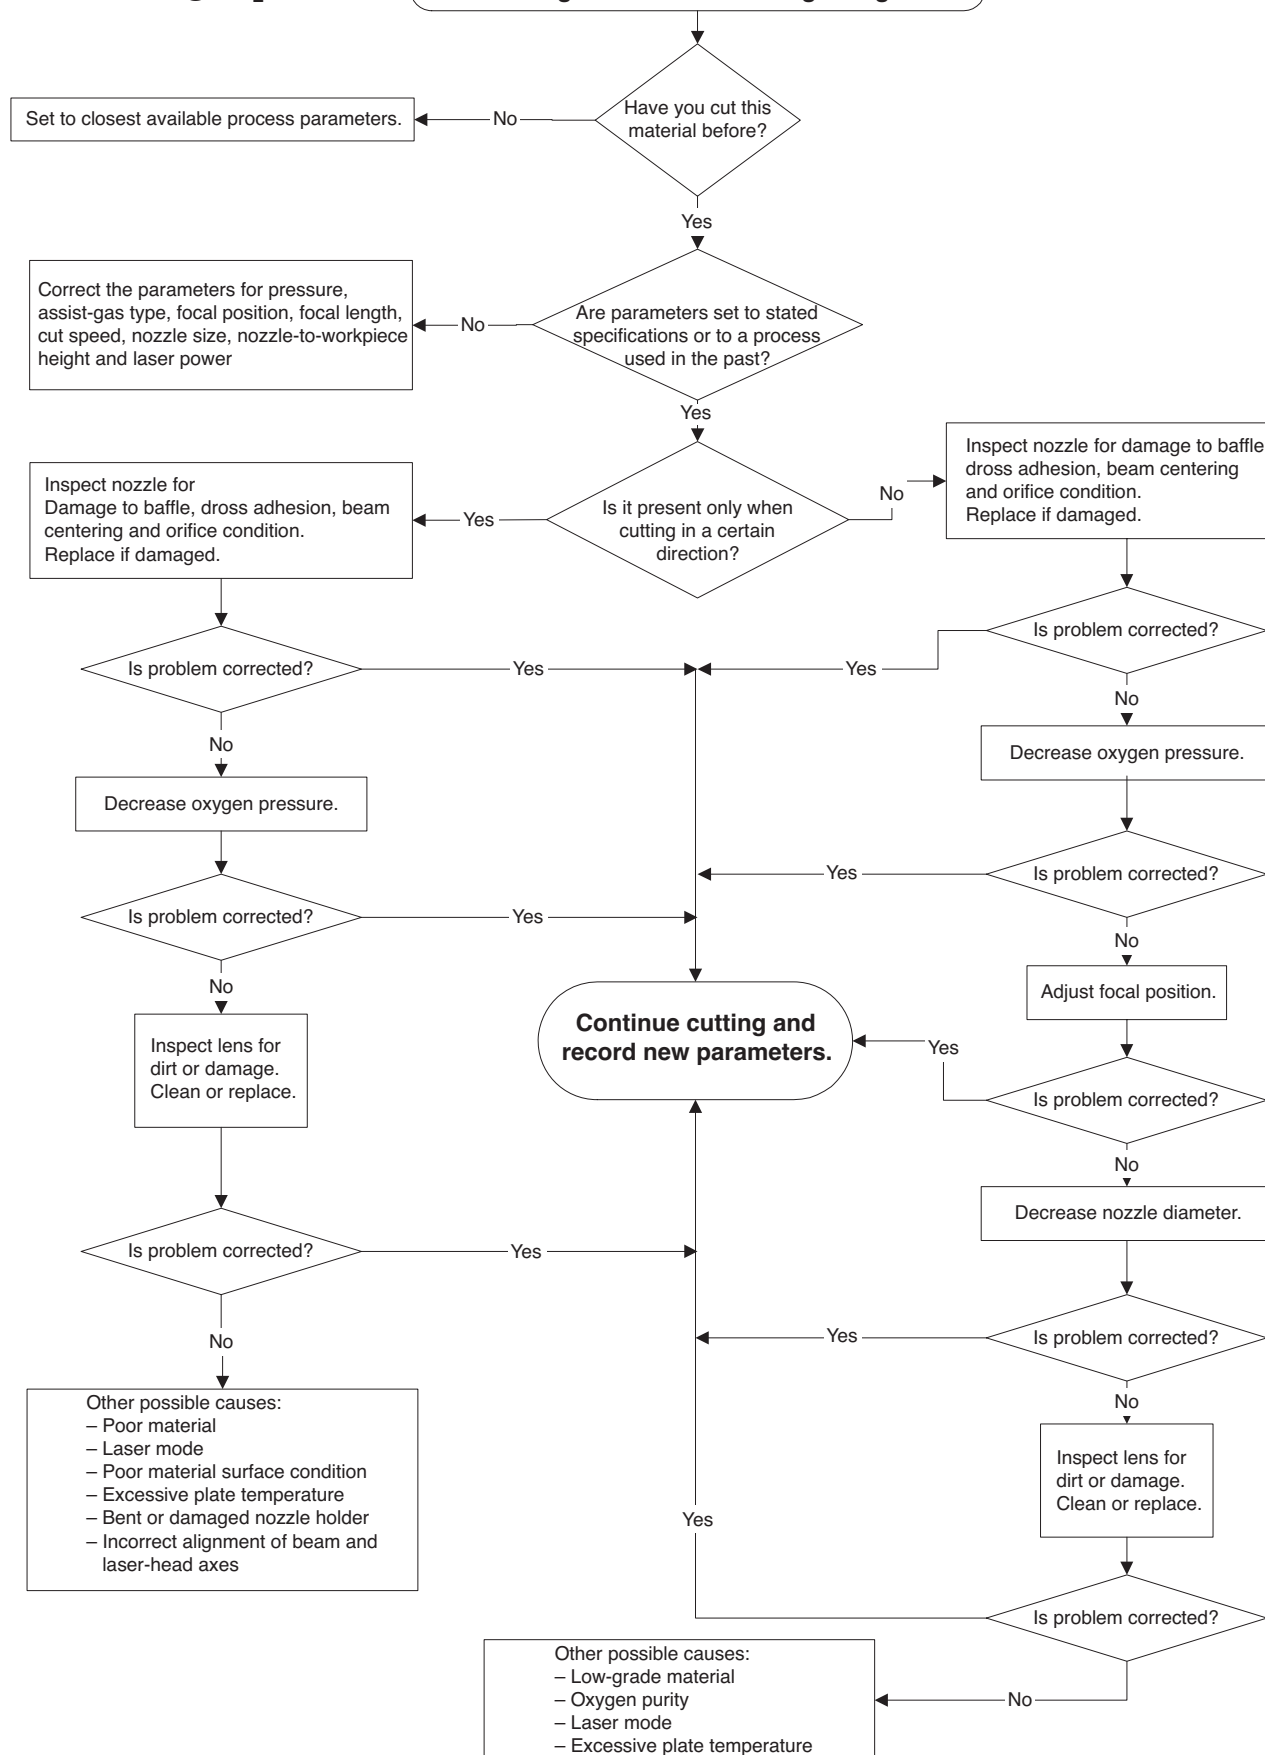 Have you cut this
material before?
No
Set to closest available process parameters.
Yes
Are parameters set to stated
specifications or to a process
used in the past?
No
Correct the parameters for pressure,
assist-gas type, focal position, focal length,
cut speed, nozzle size, nozzle-to-workpiece
height and laser power
Yes
Is it present only when
cutting in a certain
direction?
Yes
Inspect nozzle for
Damage to baffle, dross adhesion, beam
centering and orifice condition.
Replace if damaged.
Is problem corrected?
Yes
No
Decrease oxygen pressure.
Is problem corrected?
Yes
No
Inspect lens for
dirt or damage.
Clean or replace.
Is problem corrected?
Yes
No
Other possible causes:
– Poor material
– Laser mode
– Poor material surface condition
– Excessive plate temperature
– Bent or damaged nozzle holder
– Incorrect alignment of beam and
laser-head axes
No
Inspect nozzle for damage to baffle
dross adhesion, beam centering
and orifice condition.
Replace if damaged.
Is problem corrected?
Yes
No
Decrease oxygen pressure.
Is problem corrected?
Yes
No
Adjust focal position.
Is problem corrected?
Yes
No
Decrease nozzle diameter.
Is problem corrected?
Yes
No
Inspect lens for
dirt or damage.
Clean or replace.
Is problem corrected?
Yes
No
Other possible causes:
– Low-grade material
– Oxygen purity
– Laser mode
– Excessive plate temperature
Continue cutting and
record new parameters.